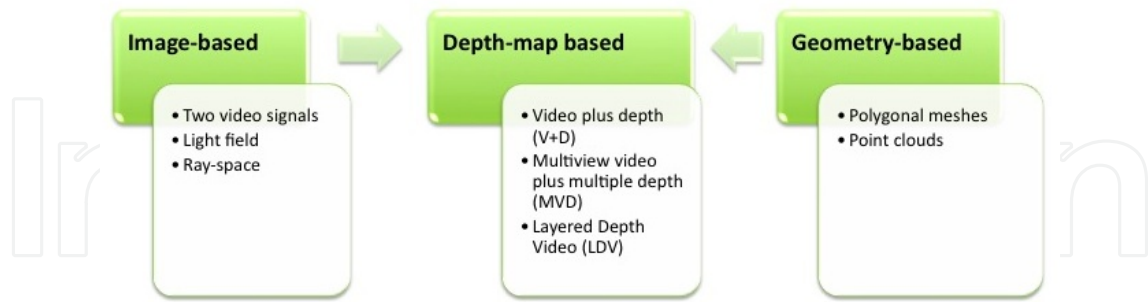 Image-based
• Two video signals
• Light field
• Ray-space
Depth-map based
• Video plus depth
(V+D)
• Multiview video
plus multiple depth
(MVD)
• Layered Depth
Video (LDV)
Geometry-based
• Polygonal meshes
• Point clouds